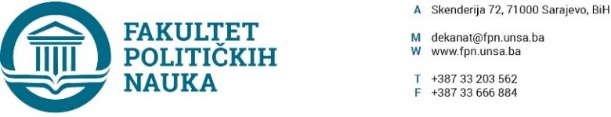 FAKULTET
POLITIČKIH
NAUKA
A Skenderija 72, 71000 Sarajevo, BiH
M dekanat@fpn.unsa.ba
W www.fpn.unsa.ba
T +387 33 203 562
F +387 33 666 884